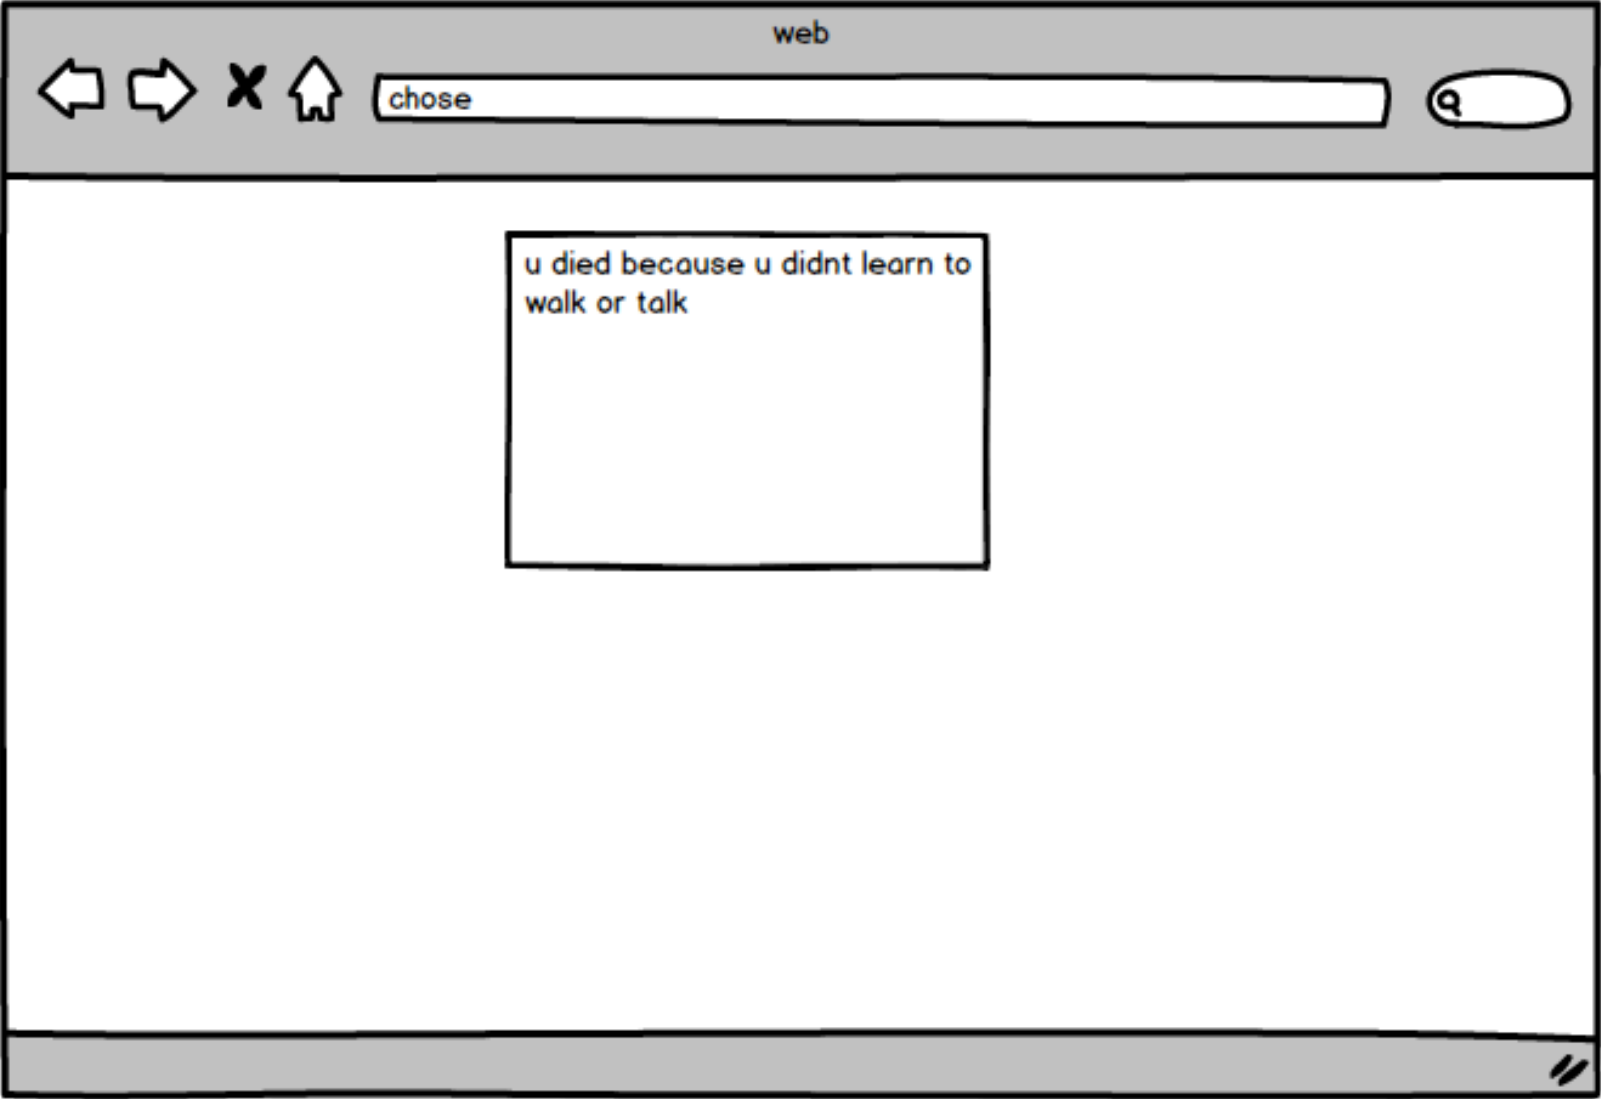 web
chose
u died because u didnt learn to
walk or talk